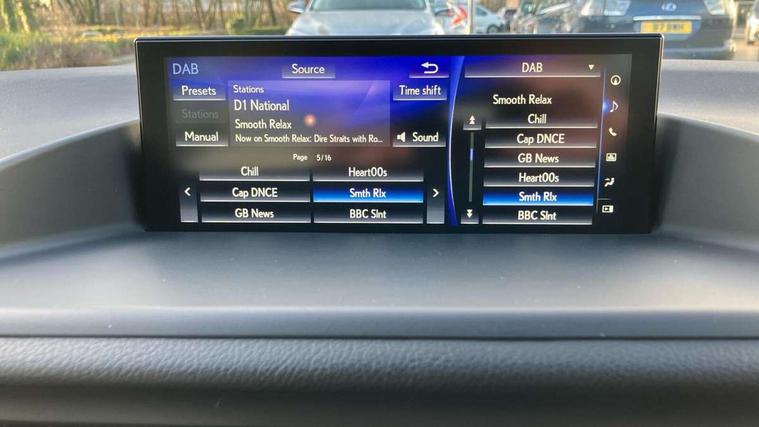 DAB
Source
Presets
Stations
Manual
Stations
D1 National
Smooth Relax
Now on Smooth Relax: Dire Straits with Ro...
Time shift
Sound
Page 5/16
Chill
Heart00s
Cap DNCE
Smth Rlx
GB News
BBC Slnt
DAB
Smooth Relax
Chill
Cap DNCE
GB News
Heart00s
Smth Rlx
BBC Slnt